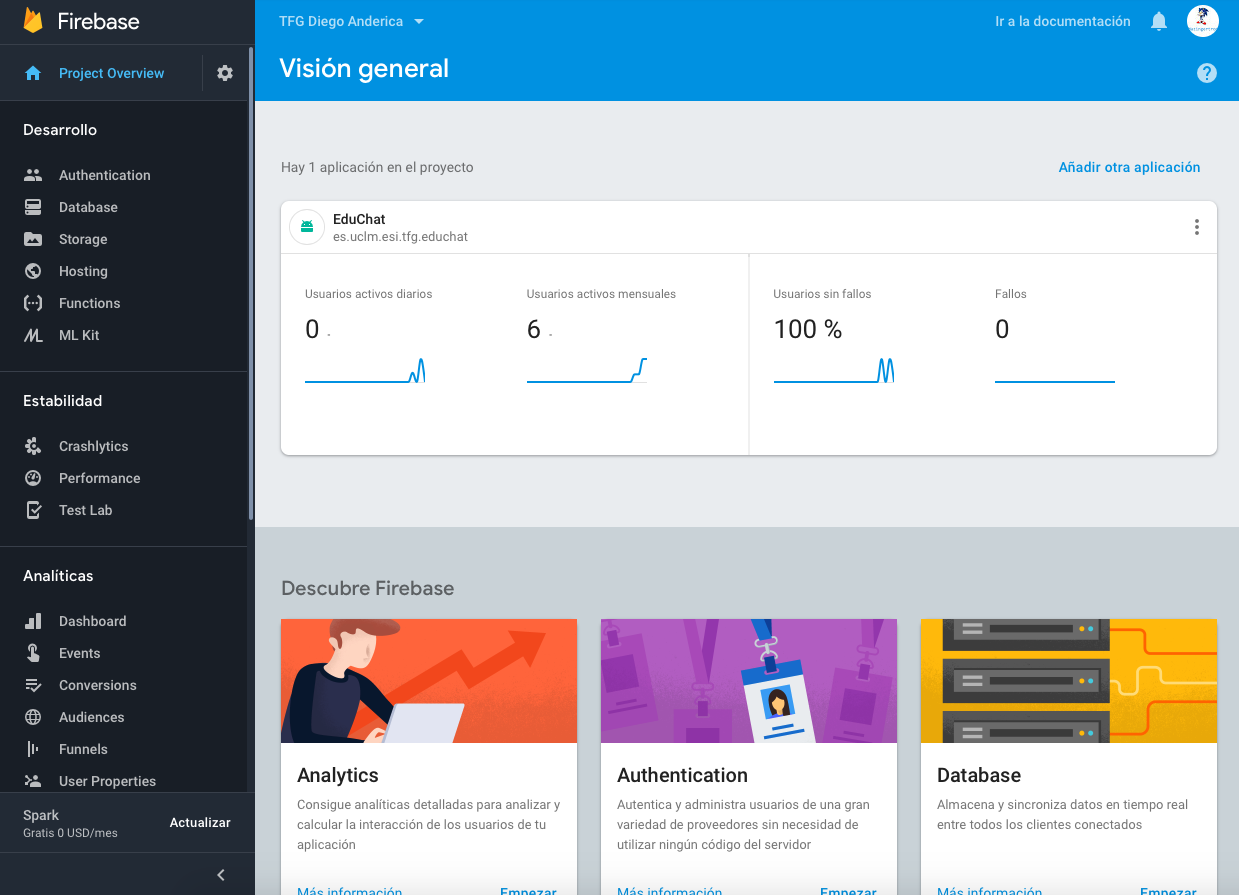 Firebase
Project Overview
Desarrollo
Authentication
Database
Storage
Hosting
Functions
ML Kit
Estabilidad
Crashlytics
Performance
Test Lab
Analíticas
Dashboard
Events
Conversions
Audiences
Funnels
User Properties
Spark
Gratis 0 USD/mes
Actualizar
TFG Diego Anderica
Ir a la documentación
Visión general
Hay 1 aplicación en el proyecto
Añadir otra aplicación
EduChat
es.uclm.esi.tfg.educhat
Usuarios activos diarios
0 -
Usuarios activos mensuales
6 -
Usuarios sin fallos
100 %
Fallos
0
Descubre Firebase
Analytics
Consigue analíticas detalladas para analizar y
calcular la interacción de los usuarios de tu
aplicación
Más información Empezar
Authentication
Autentica y administra usuarios de una gran
variedad de proveedores sin necesidad de
utilizar ningún código del servidor
Más información Empezar
Database
Almacena y sincroniza datos en tiempo real
entre todos los clientes conectados
Más información Empezar